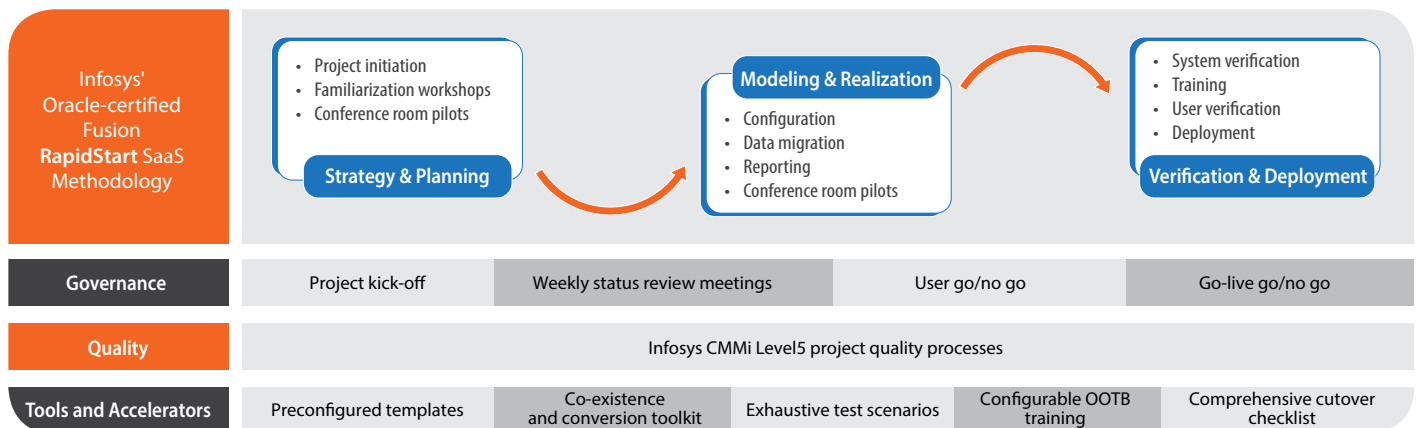 Infosys'
Oracle-certified
Fusion
RapidStart SaaS
Methodology
• Project initiation
• Familiarization workshops
• Conference room pilots
Strategy & Planning
Modeling & Realization
• Configuration
• Data migration
• Reporting
• Conference room pilots
• System verification
• Training
• User verification
• Deployment
Verification & Deployment
Governance
Project kick-off
Weekly status review meetings
User go/no go
Go-live go/no go
Quality
Infosys CMMi Level5 project quality processes
Tools and Accelerators
Preconfigured templates
Co-existence
and conversion toolkit
Exhaustive test scenarios
Configurable OOTB
training
Comprehensive cutover
checklist